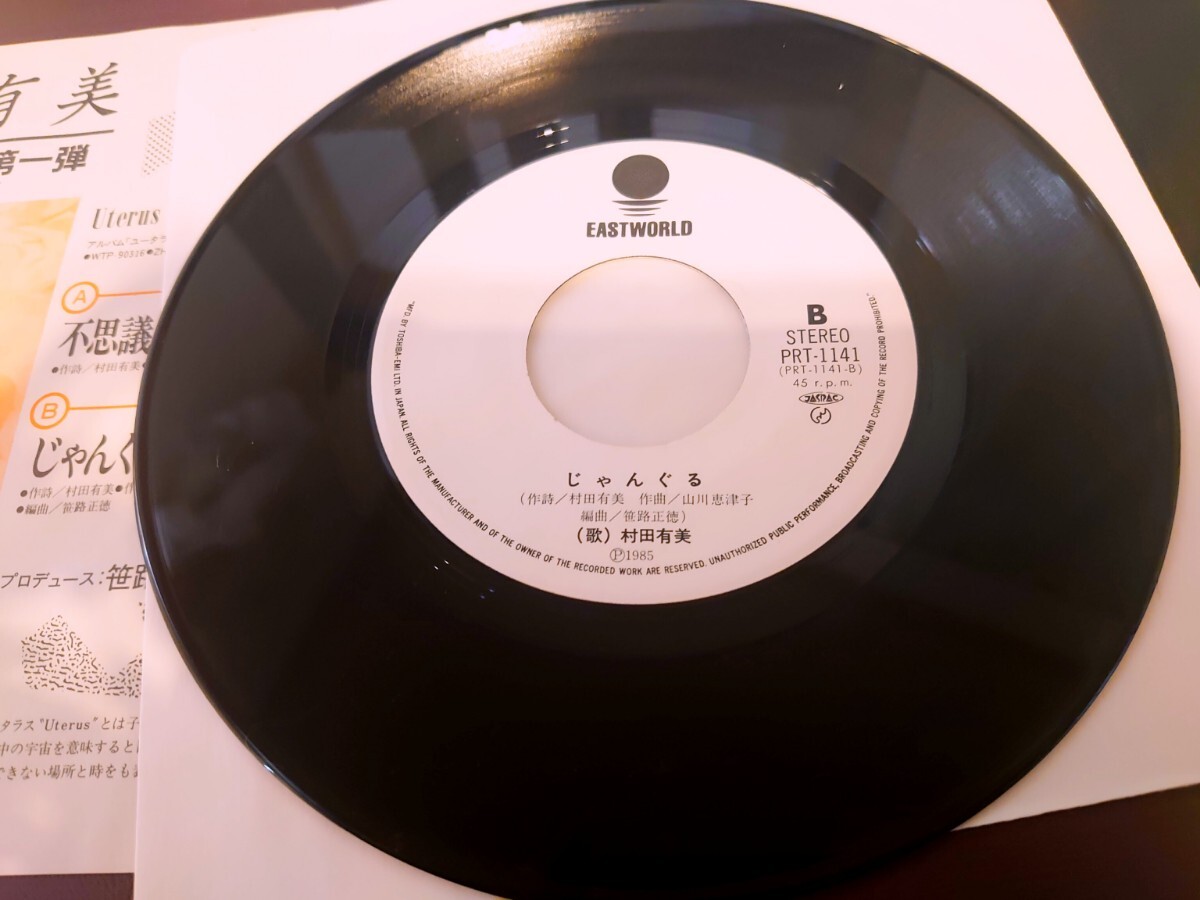 有美
第一弾
Uterus
アルバム「ユータラ
●WTP-90316●ZH
A
不思議
●作詩/村田有美
B
じゃんぐ
●作詩/村田有美●作
●編曲/笹路正徳
プロデュース:笹路
タラス"Uterus"とは子
中の宇宙を意味すると
できない場所と時をも
EASTWORLD
B
STEREO
PRT-1141
(PRT-1141-B)
45 r.p.m.
JASRAC
じゃんぐる
(作詩/村田有美 作曲/山川恵津子
編曲/笹路正徳)
(歌)村田有美
Ⓟ1985
"MF'D. BY TOSHIBA-EMI LTD. IN JAPAN. ALL RIGHTS OF THE MANUFACTURER AND OF THE OWNER OF THE RECORDED WORK ARE RESERVED. UNAUTHORIZED PUBLIC PERFORMANCE, BROADCASTING AND COPYING OF THE RECORD PROHIBITED."